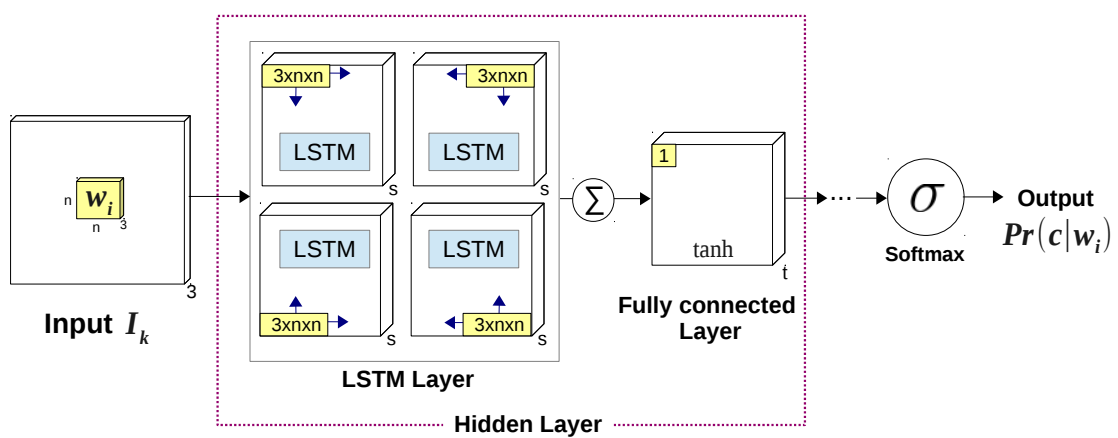 n
w_i
n
3
3
Input I_k
3xnxn
LSTM
s
3xnxn
LSTM
s
LSTM
3xnxn
s
LSTM
3xnxn
s
LSTM Layer
Σ
1
tanh
t
Fully connected
Layer
Hidden Layer
...
σ
Softmax
Output
Pr(c|w_i)